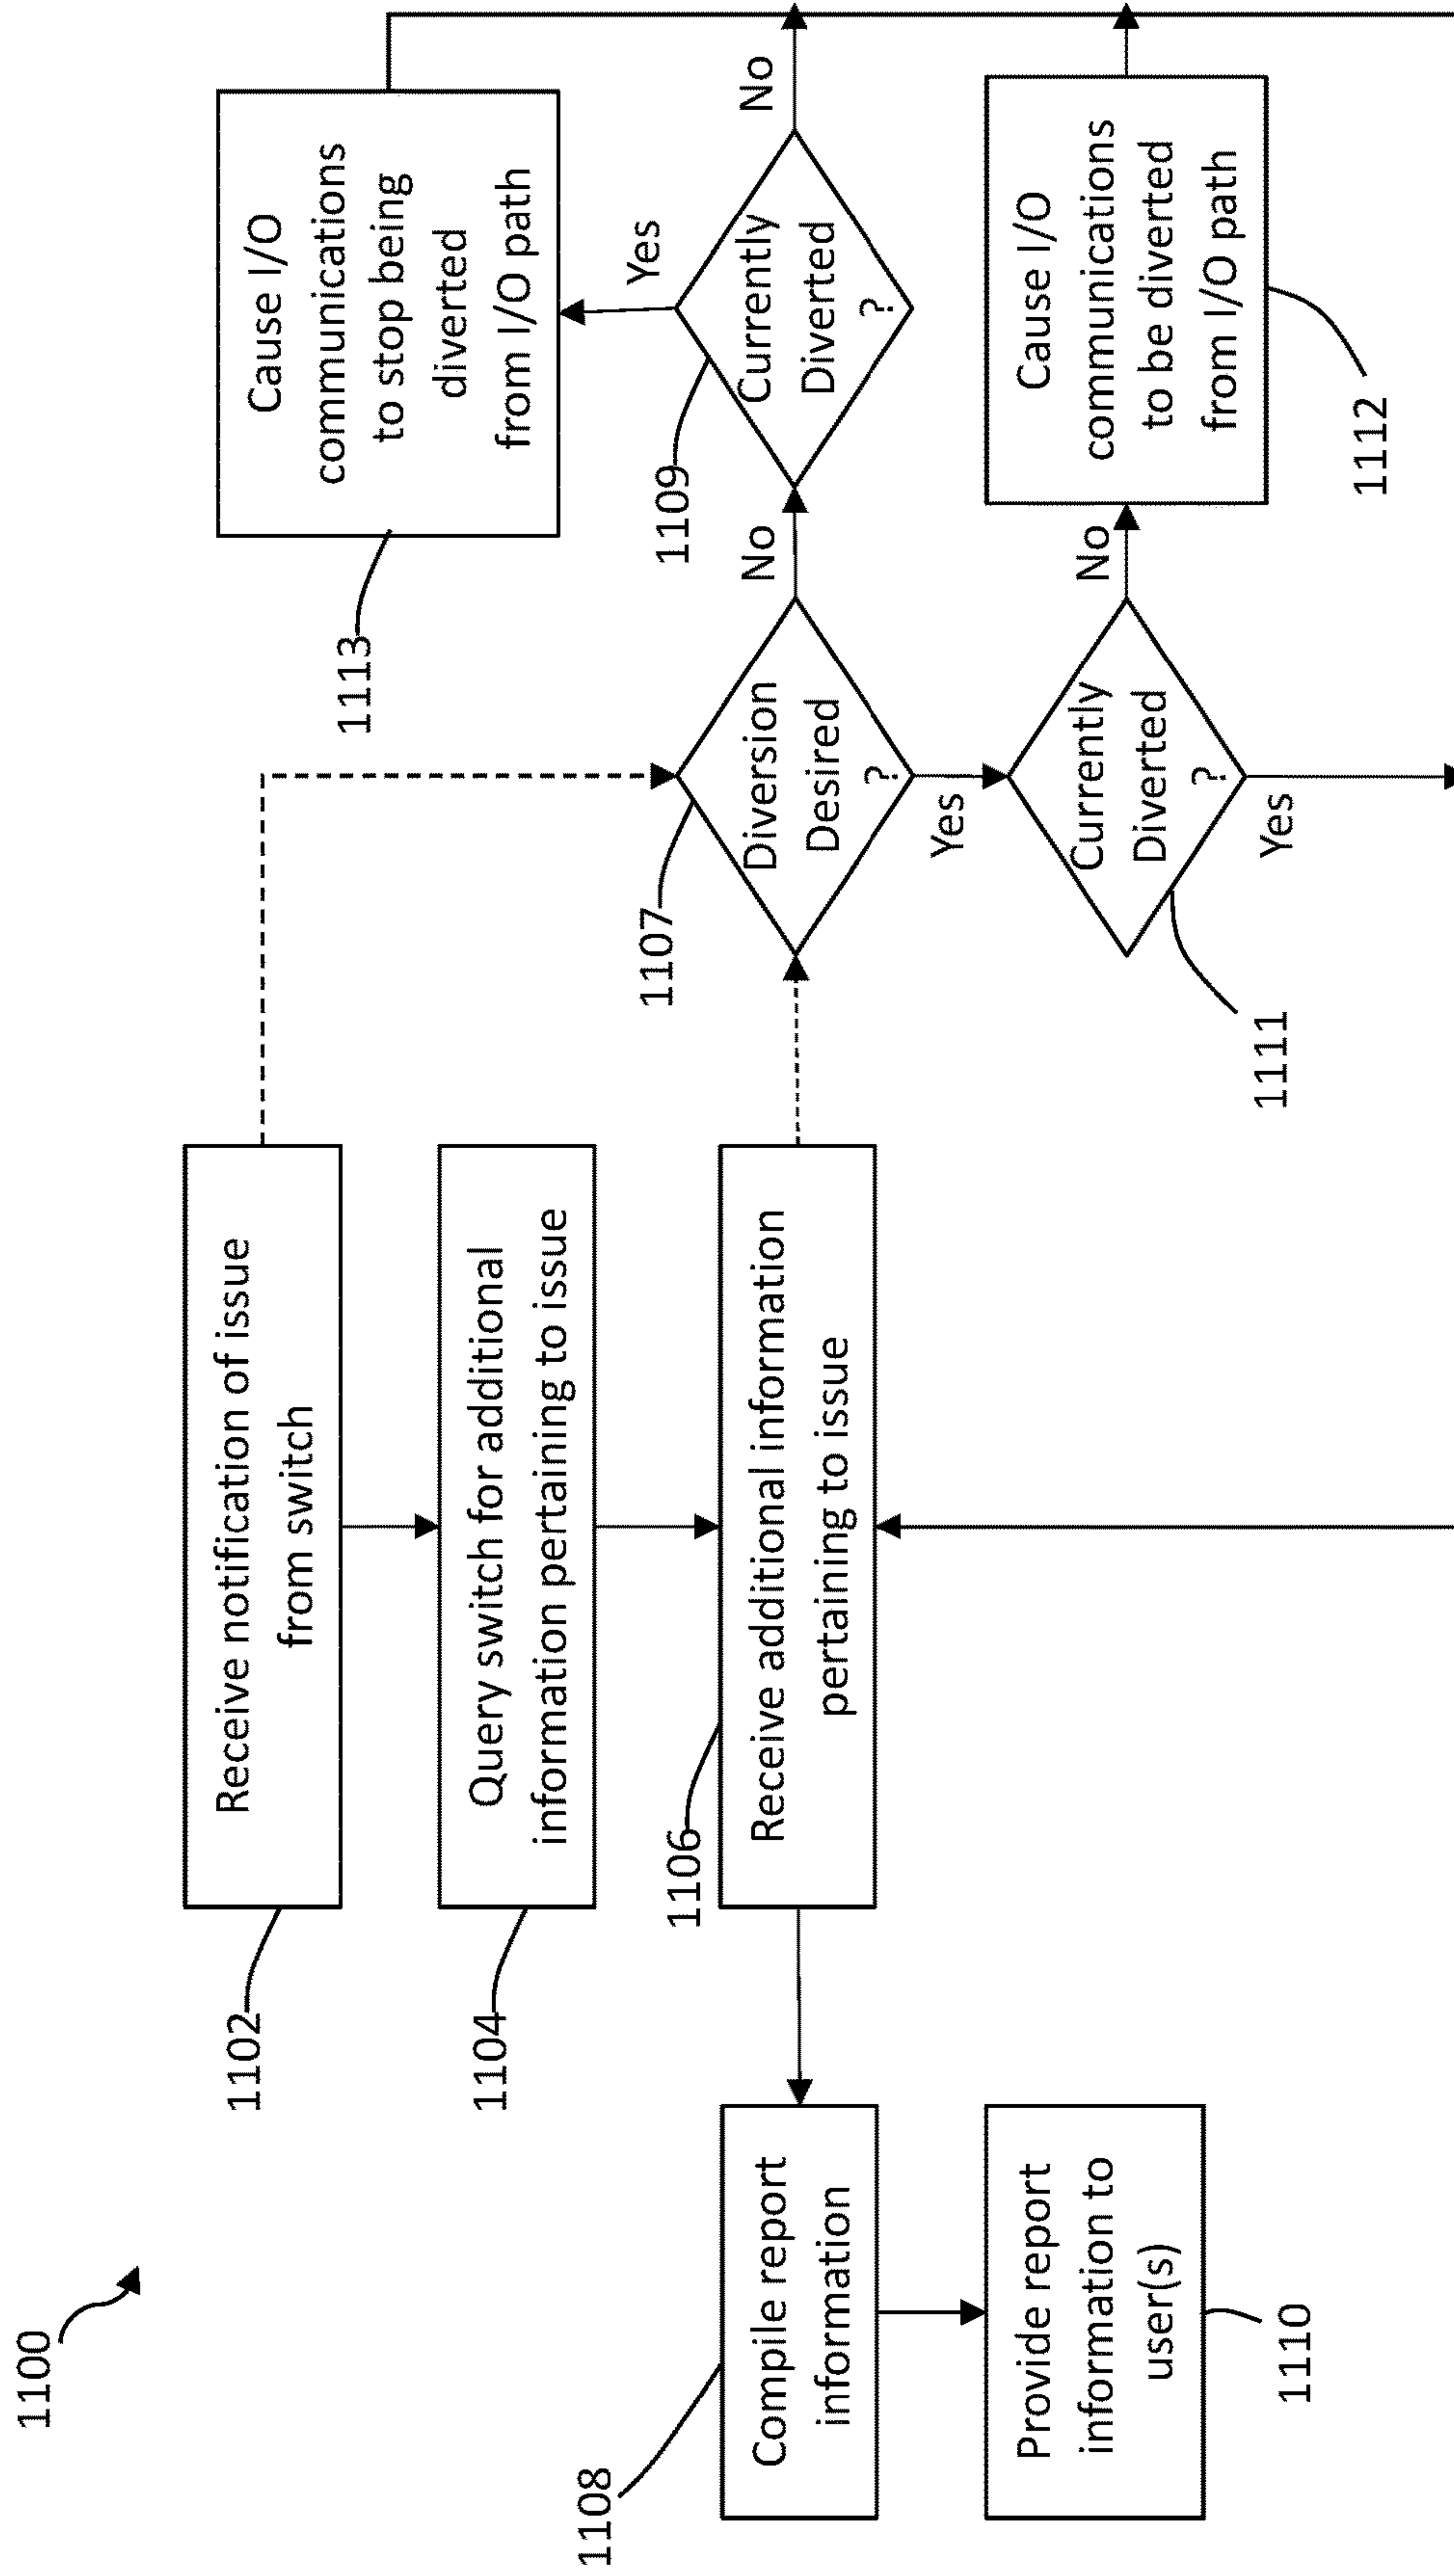 1100
1102
Receive notification of issue
from switch
1104
Query switch for additional
information pertaining to issue
1106
Receive additional information
pertaining to issue
1108
Compile report
information
Provide report
information to
user(s)
1110
1107
Diversion
Desired
?
No
Yes
1109
Currently
Diverted
?
Yes
No
1113
Cause I/O
communications
to stop being
diverted
from I/O path
1111
Currently
Diverted
?
No
Yes
Cause I/O
communications
to be diverted
from I/O path
1112